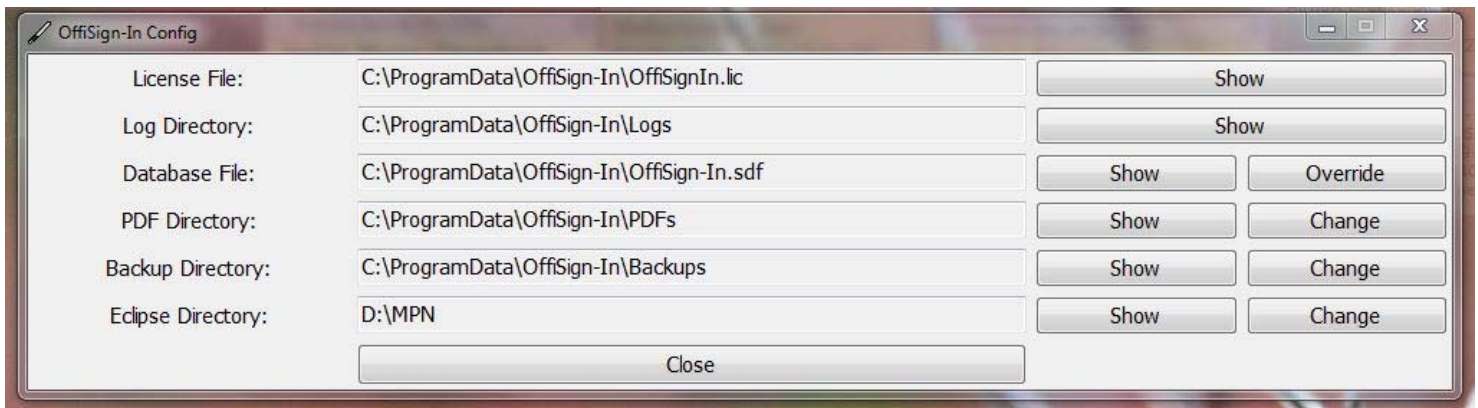 OffiSign-In Config
License File: C:\ProgramData\OffiSign-In\OffiSignIn.lic Show
Log Directory: C:\ProgramData\OffiSign-In\Logs Show
Database File: C:\ProgramData\OffiSign-In\OffiSign-In.sdf Show Override
PDF Directory: C:\ProgramData\OffiSign-In\PDFs Show Change
Backup Directory: C:\ProgramData\OffiSign-In\Backups Show Change
Eclipse Directory: D:\MPN Show Change
Close